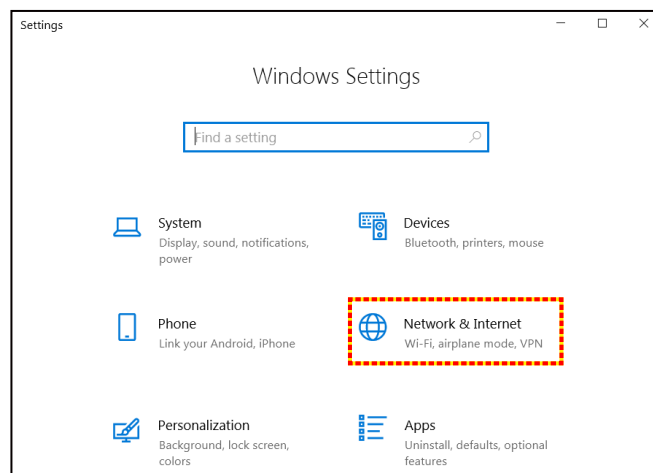 Settings
Windows Settings
Find a setting
System
Display, sound, notifications,
power
Devices
Bluetooth, printers, mouse
Phone
Link your Android, iPhone
Network & Internet
Wi-Fi, airplane mode, VPN
Personalization
Background, lock screen,
colors
Apps
Uninstall, defaults, optional
features